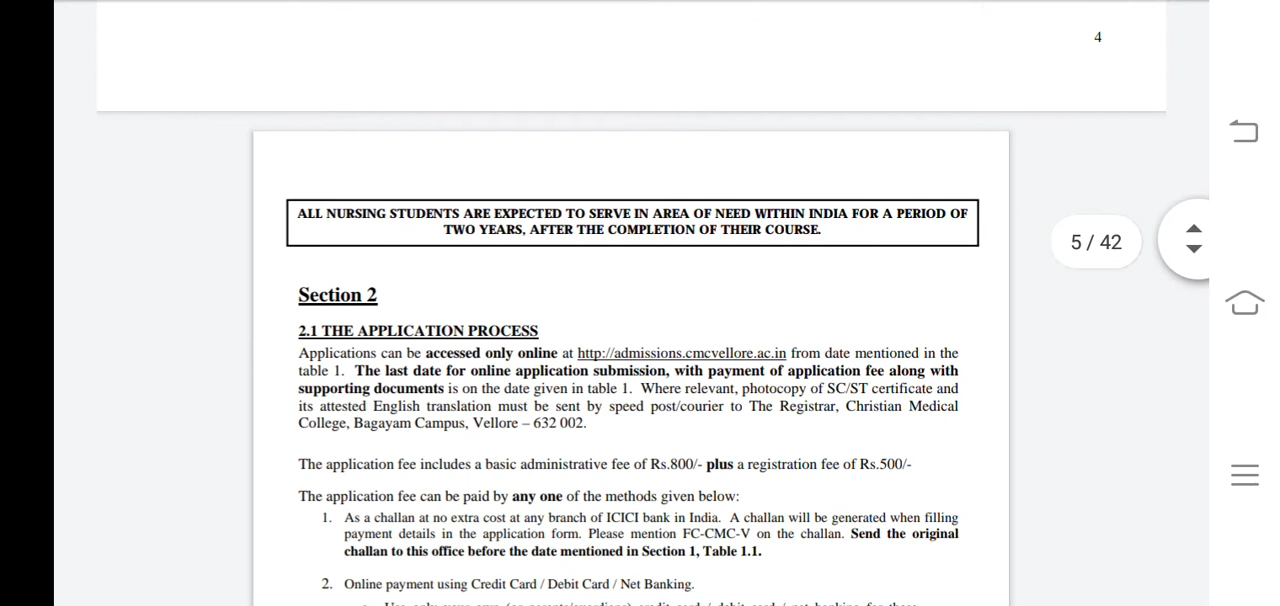 4
ALL NURSING STUDENTS ARE EXPECTED TO SERVE IN AREA OF NEED WITHIN INDIA FOR A PERIOD OF
TWO YEARS, AFTER THE COMPLETION OF THEIR COURSE.
5 / 42
Section 2
2.1 THE APPLICATION PROCESS
Applications can be accessed only online at http://admissions.cmcvellore.ac.in from date mentioned in the
table 1. The last date for online application submission, with payment of application fee along with
supporting documents is on the date given in table 1. Where relevant, photocopy of SC/ST certificate and
its attested English translation must be sent by speed post/courier to The Registrar, Christian Medical
College, Bagayam Campus, Vellore – 632 002.
The application fee includes a basic administrative fee of Rs.800/- plus a registration fee of Rs.500/-
The application fee can be paid by any one of the methods given below:
1. As a challan at no extra cost at any branch of ICICI bank in India. A challan will be generated when filling
payment details in the application form. Please mention FC-CMC-V on the challan. Send the original
challan to this office before the date mentioned in Section 1, Table 1.1.
2. Online payment using Credit Card / Debit Card / Net Banking.